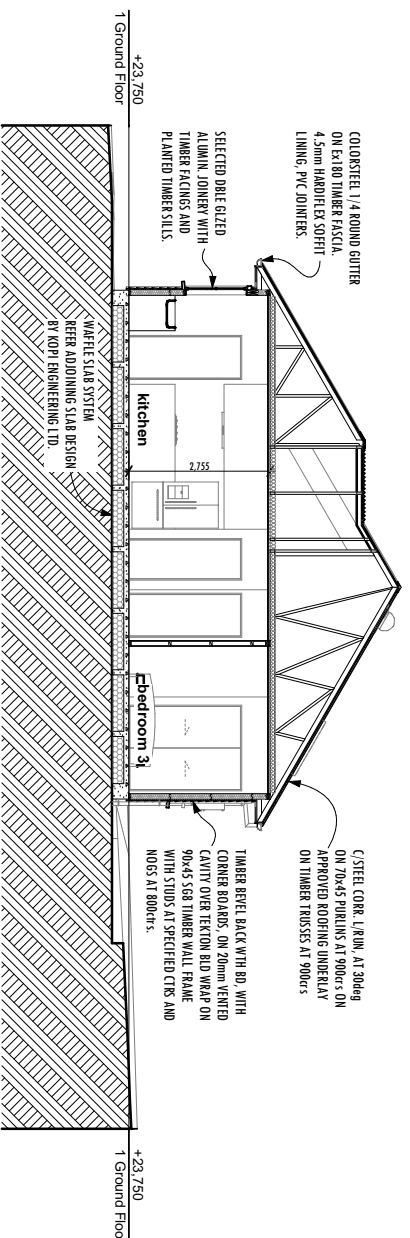 COLORSTEEL 1/4 ROUND GUTTER
ON Ex180 TIMBER FASCIA.
4.5mm HARDIFLEX SOFFIT
LINING, PVC JOINTERS.
C/STEEL CORR. L/RUN, AT 30deg
ON 70x45 PURLINS AT 900crs ON
APPROVED ROOFING UNDERLAY
ON TIMBER TRUSSES AT 900crs
SELECTED DBLE GLZED
ALUMIN. JOINERY WITH
TIMBER FACINGS AND
PLANTED TIMBER SILLS.
2,755
kitchen
bedroom 3
TIMBER BEVEL BACK WTH BD, WITH
CORNER BOARDS, ON 20mm VENTED
CAVITY OVER TEKTON BLD WRAP ON
90x45 SG8 TIMBER WALL FRAME
WITH STUDS AT SPECIFIED CTRS AND
NOGS AT 800ctrs.
+23,750
1 Ground Floor
WAFFLE SLAB SYSTEM
REFER ADJOINING SLAB DESIGN
BY KOPI ENGINEERING LTD.
+23,750
1 Ground Floo